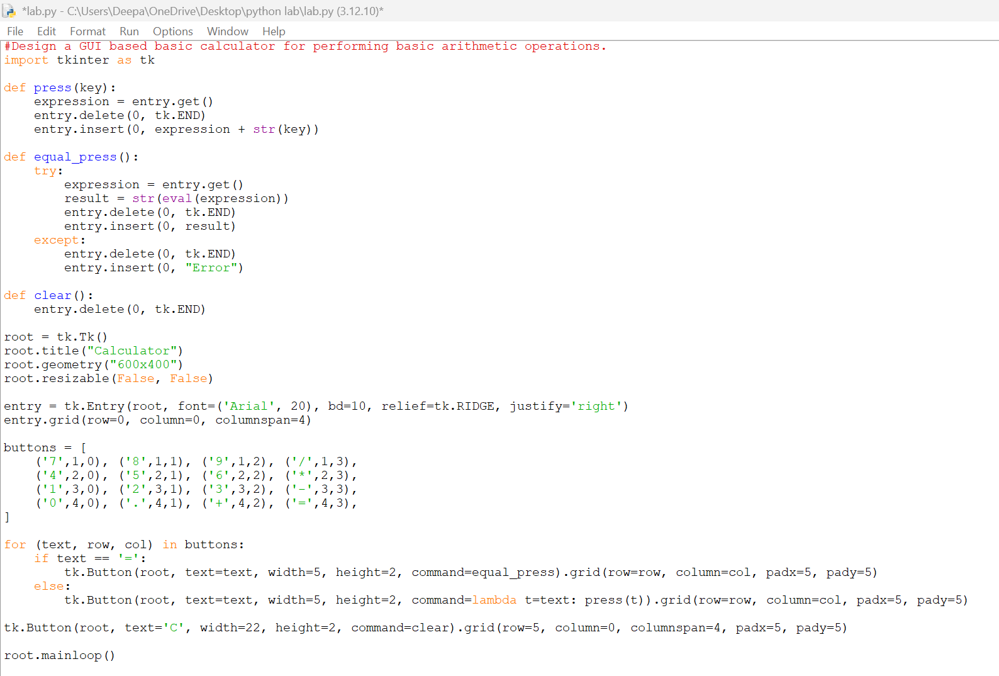 *lab.py - C:\Users\Deepa\OneDrive\Desktop\python lab\lab.py (3.12.10)*
File Edit Format Run Options Window Help
#Design a GUI based basic calculator for performing basic arithmetic operations.
import tkinter as tk

def press(key):
    expression = entry.get()
    entry.delete(0, tk.END)
    entry.insert(0, expression + str(key))

def equal_press():
    try:
        expression = entry.get()
        result = str(eval(expression))
        entry.delete(0, tk.END)
        entry.insert(0, result)
    except:
        entry.delete(0, tk.END)
        entry.insert(0, "Error")

def clear():
    entry.delete(0, tk.END)

root = tk.Tk()
root.title("Calculator")
root.geometry("600x400")
root.resizable(False, False)

entry = tk.Entry(root, font=('Arial', 20), bd=10, relief=tk.RIDGE, justify='right')
entry.grid(row=0, column=0, columnspan=4)

buttons = [
    ('7',1,0), ('8',1,1), ('9',1,2), ('/',1,3),
    ('4',2,0), ('5',2,1), ('6',2,2), ('*',2,3),
    ('1',3,0), ('2',3,1), ('3',3,2), ('-',3,3),
    ('0',4,0), ('.',4,1), ('+',4,2), ('=',4,3),
]

for (text, row, col) in buttons:
    if text == '=':
        tk.Button(root, text=text, width=5, height=2, command=equal_press).grid(row=row, column=col, padx=5, pady=5)
    else:
        tk.Button(root, text=text, width=5, height=2, command=lambda t=text: press(t)).grid(row=row, column=col, padx=5, pady=5)

tk.Button(root, text='C', width=22, height=2, command=clear).grid(row=5, column=0, columnspan=4, padx=5, pady=5)

root.mainloop()